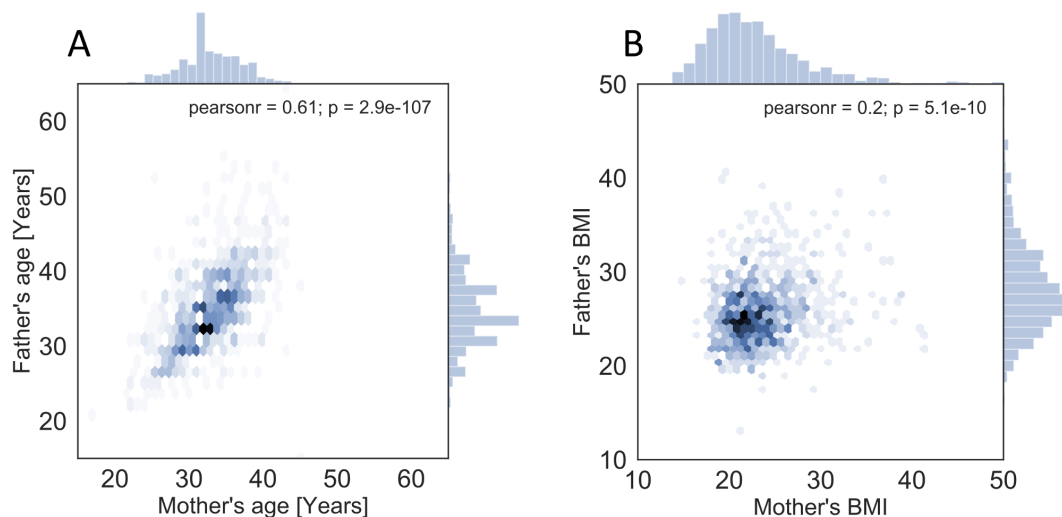 A
pearsonr = 0.61; p = 2.9e-107
60
50
40
30
20
Father's age [Years]
20 30 40 50 60
Mother's age [Years]
B
pearsonr = 0.2; p = 5.1e-10
50
40
30
20
10
Father's BMI
10 20 30 40 50
Mother's BMI